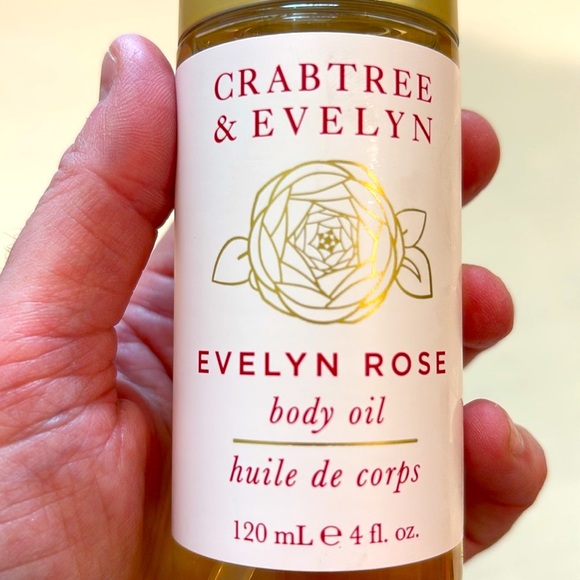 CRABTREE
& EVELYN
EVELYN ROSE
body oil
huile de corps
120 mL ℮ 4 fl. oz.